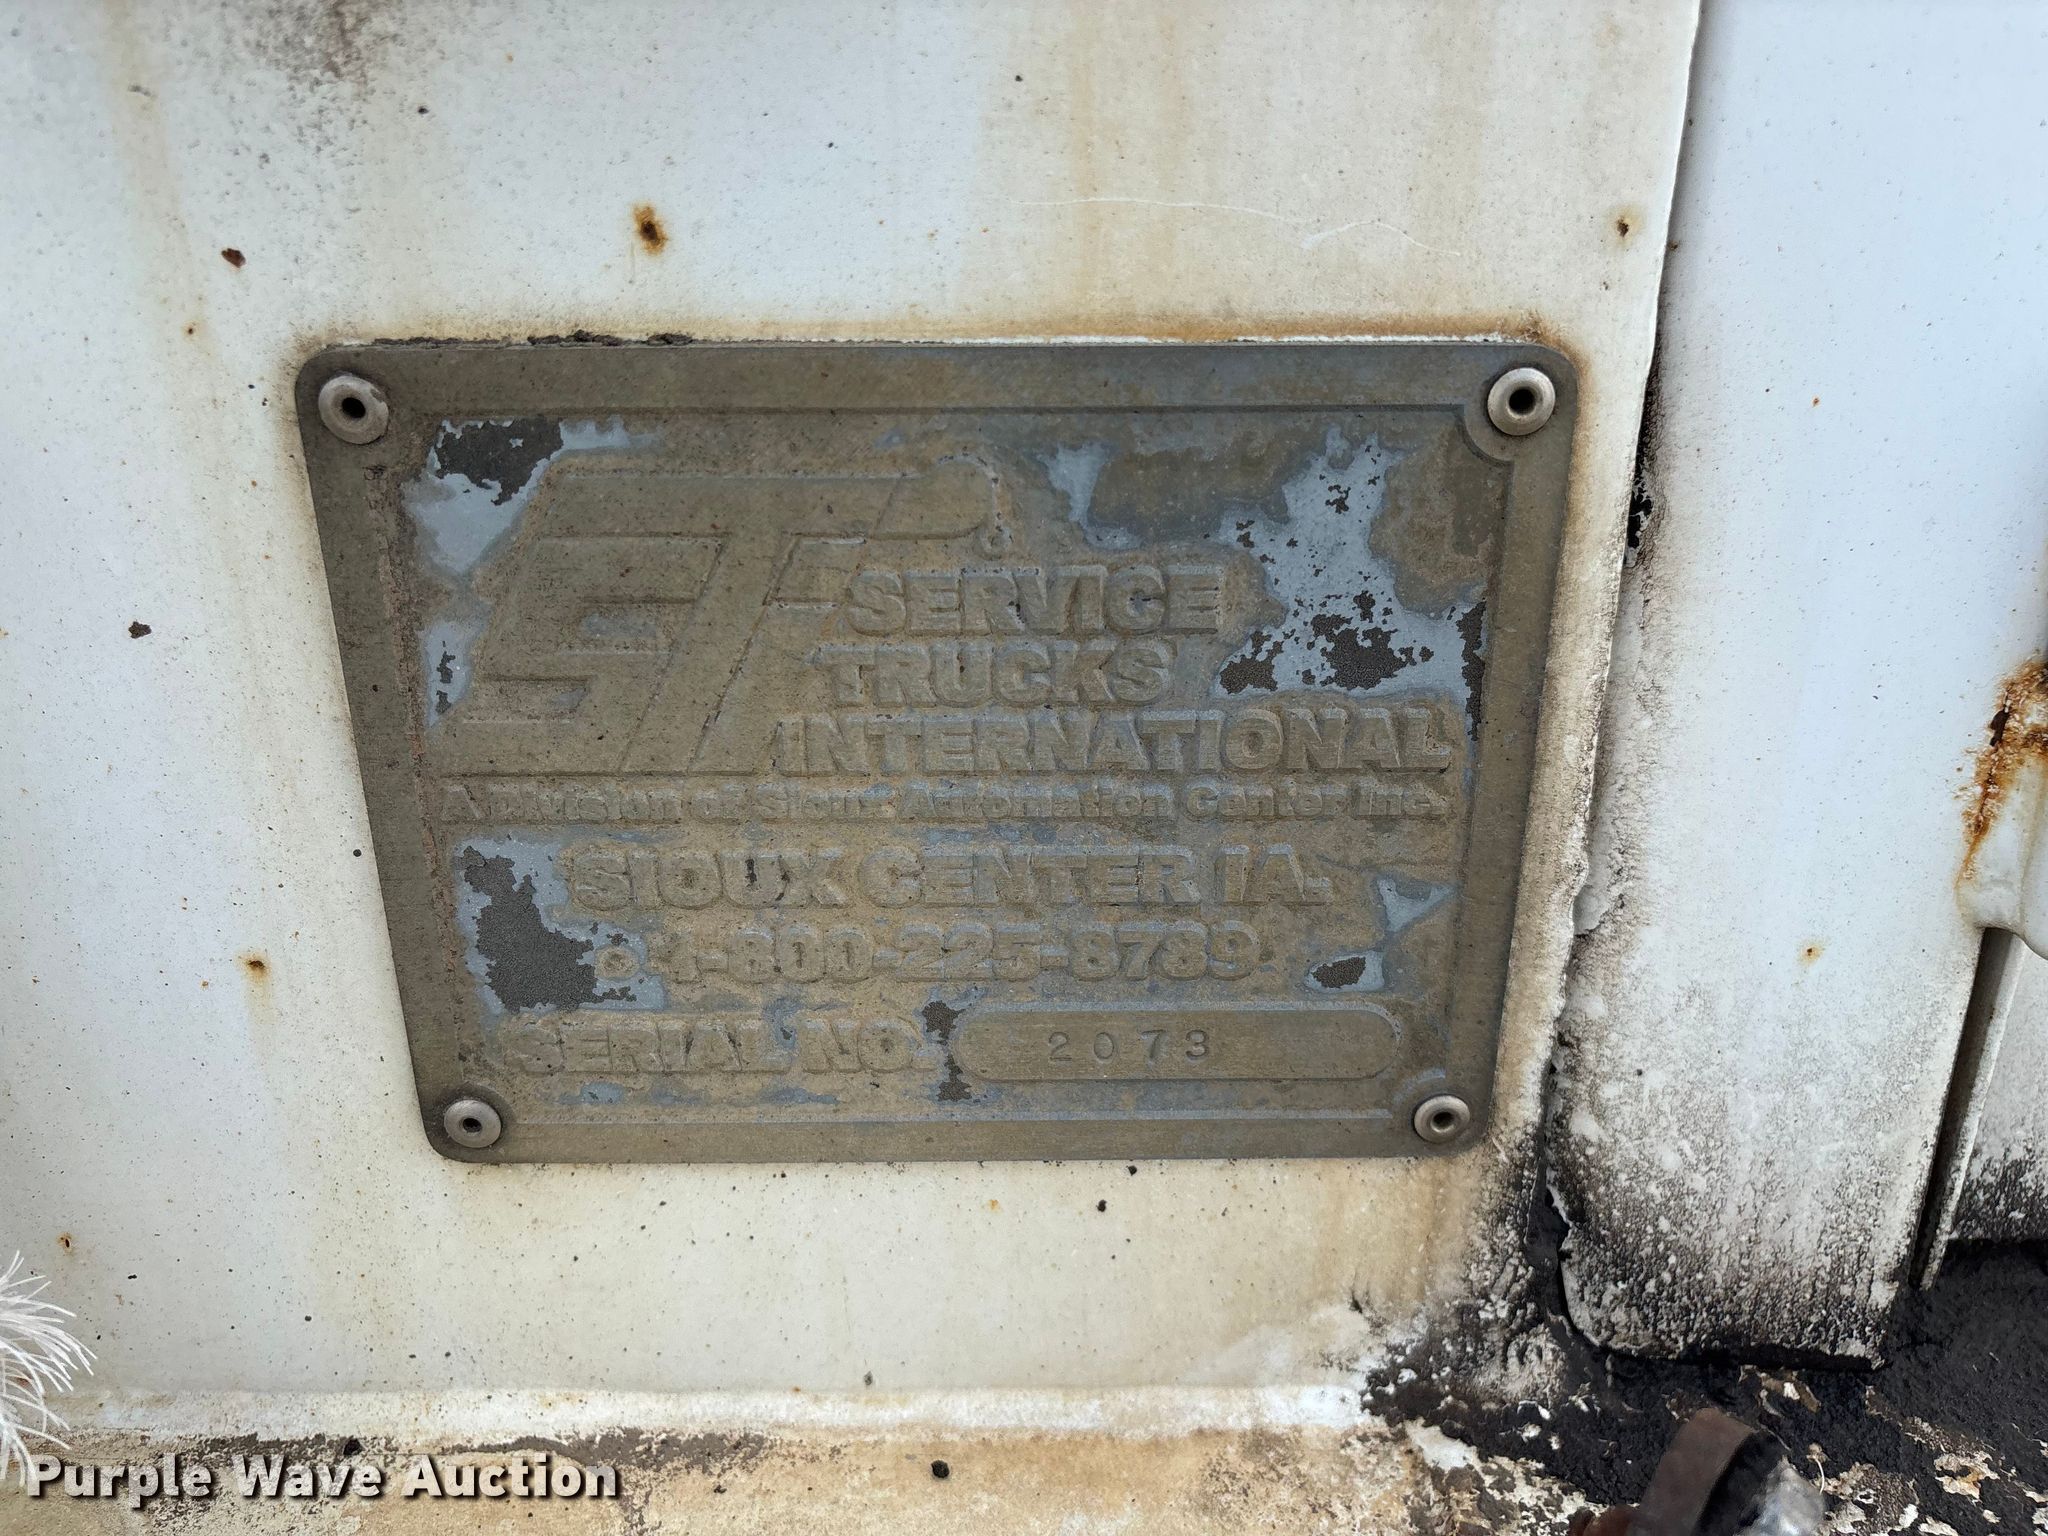 ST
SERVICE
TRUCKS
INTERNATIONAL
A Division of Sioux Automation Center Inc.
SIOUX CENTER IA.
1-800-225-8789
SERIAL NO. 2073
Purple Wave Auction